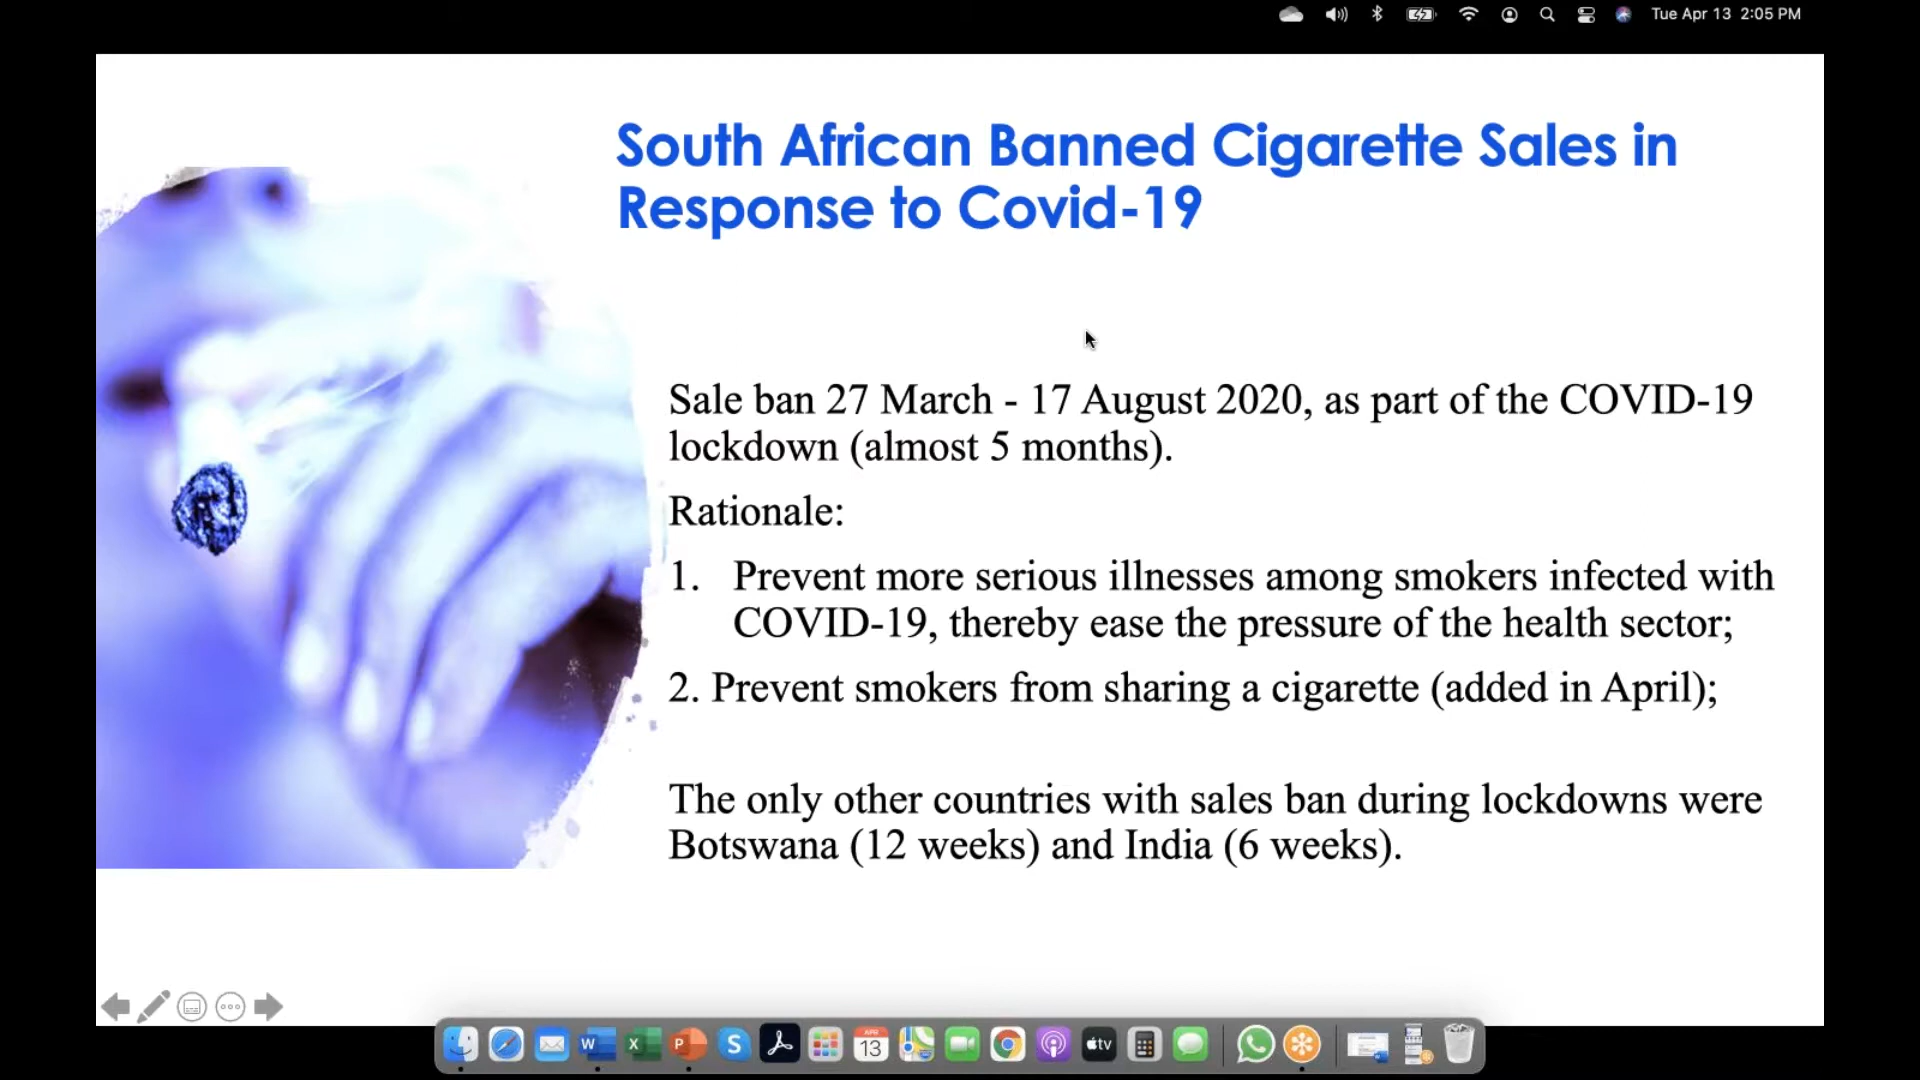 Tue Apr 13 2:05 PM
South African Banned Cigarette Sales in
Response to Covid-19
Sale ban 27 March - 17 August 2020, as part of the COVID-19
lockdown (almost 5 months).
Rationale:
1. Prevent more serious illnesses among smokers infected with
COVID-19, thereby ease the pressure of the health sector;
2. Prevent smokers from sharing a cigarette (added in April);
The only other countries with sales ban during lockdowns were
Botswana (12 weeks) and India (6 weeks).
W X P S APR 13 tv